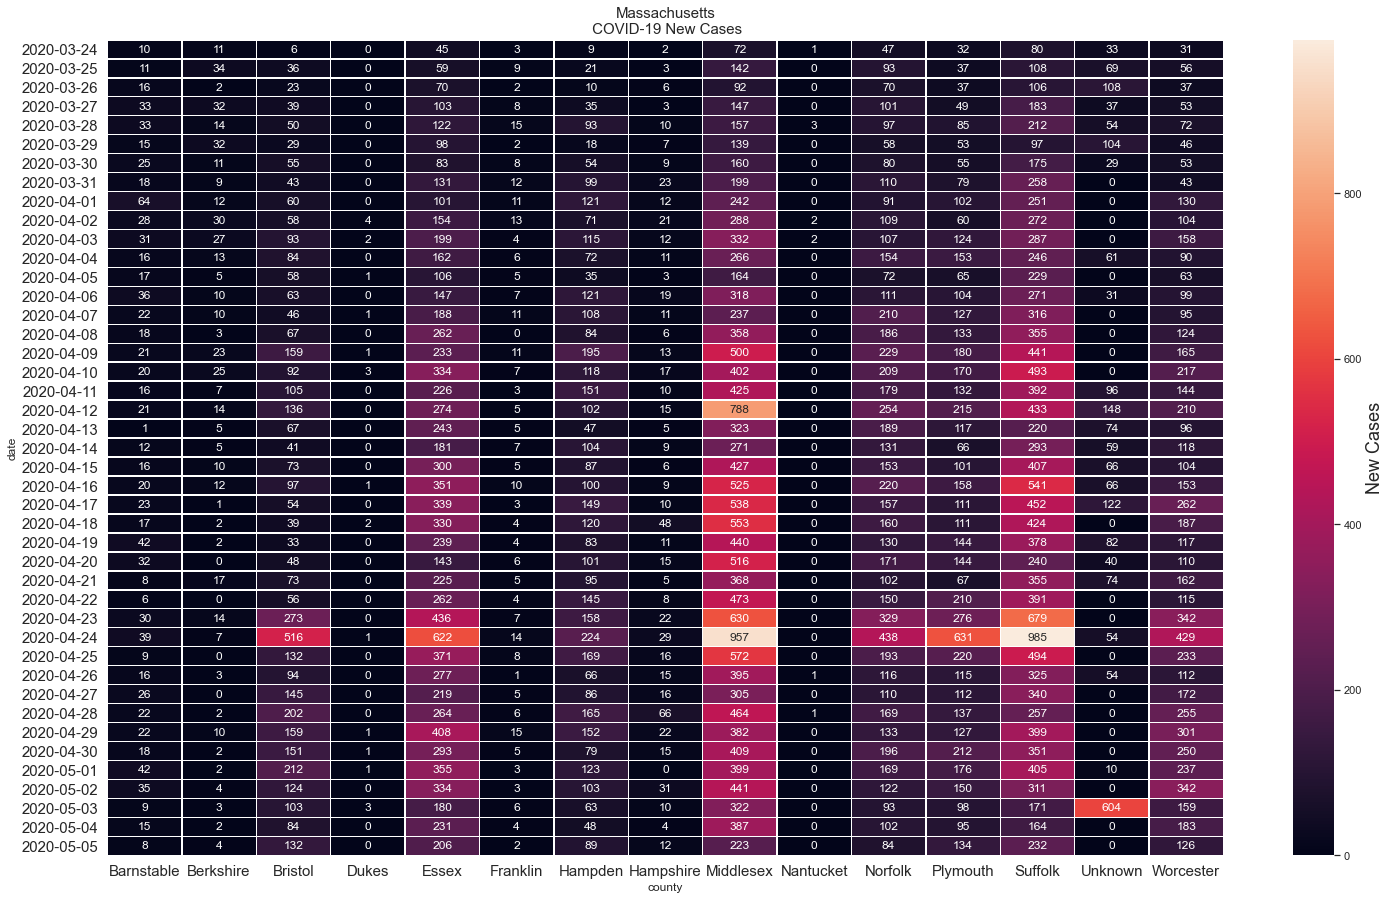 Massachusetts
COVID-19 New Cases
2020-03-24 10 11 6 0 45 3 9 2 72 1 47 32 80 33 31
2020-03-25 11 34 36 0 59 9 21 3 142 0 93 37 108 69 56
2020-03-26 16 2 23 0 70 2 10 6 92 0 70 37 106 108 37
2020-03-27 33 32 39 0 103 8 35 3 147 0 101 49 183 37 53
2020-03-28 33 14 50 0 122 15 93 10 157 3 97 85 212 54 72
2020-03-29 15 32 29 0 98 2 18 7 139 0 58 53 97 104 46
2020-03-30 25 11 55 0 83 8 54 9 160 0 80 55 175 29 53
2020-03-31 18 9 43 0 131 12 99 23 199 0 110 79 258 0 43
2020-04-01 64 12 60 0 101 11 121 12 242 0 91 102 251 0 130
2020-04-02 28 30 58 4 154 13 71 21 288 2 109 60 272 0 104
2020-04-03 31 27 93 2 199 4 115 12 332 2 107 124 287 0 158
2020-04-04 16 13 84 0 162 6 72 11 266 0 154 153 246 61 90
2020-04-05 17 5 58 1 106 5 35 3 164 0 72 65 229 0 63
2020-04-06 36 10 63 0 147 7 121 19 318 0 111 104 271 31 99
2020-04-07 22 10 46 1 188 11 108 11 237 0 210 127 316 0 95
2020-04-08 18 3 67 0 262 0 84 6 358 0 186 133 355 0 124
2020-04-09 21 23 159 1 233 11 195 13 500 0 229 180 441 0 165
2020-04-10 20 25 92 3 334 7 118 17 402 0 209 170 493 0 217
2020-04-11 16 7 105 0 226 3 151 10 425 0 179 132 392 96 144
2020-04-12 21 14 136 0 274 5 102 15 788 0 254 215 433 148 210
2020-04-13 1 5 67 0 243 5 47 5 323 0 189 117 220 74 96
2020-04-14 12 5 41 0 181 7 104 9 271 0 131 66 293 59 118
2020-04-15 16 10 73 0 300 5 87 6 427 0 153 101 407 66 104
2020-04-16 20 12 97 1 351 10 100 9 525 0 220 158 541 66 153
2020-04-17 23 1 54 0 339 3 149 10 538 0 157 111 452 122 262
2020-04-18 17 2 39 2 330 4 120 48 553 0 160 111 424 0 187
2020-04-19 42 2 33 0 239 4 83 11 440 0 130 144 378 82 117
2020-04-20 32 0 48 0 143 6 101 15 516 0 171 144 240 40 110
2020-04-21 8 17 73 0 225 5 95 5 368 0 102 67 355 74 162
2020-04-22 6 0 56 0 262 4 145 8 473 0 150 210 391 0 115
2020-04-23 30 14 273 0 436 7 158 22 630 0 329 276 679 0 342
2020-04-24 39 7 516 1 622 14 224 29 957 0 438 631 985 54 429
2020-04-25 9 0 132 0 371 8 169 16 572 0 193 220 494 0 233
2020-04-26 16 3 94 0 277 1 66 15 395 1 116 115 325 54 112
2020-04-27 26 0 145 0 219 5 86 16 305 0 110 112 340 0 172
2020-04-28 22 2 202 0 264 6 165 66 464 1 169 137 257 0 255
2020-04-29 22 10 159 1 408 15 152 22 382 0 133 127 399 0 301
2020-04-30 18 2 151 1 293 5 79 15 409 0 196 212 351 0 250
2020-05-01 42 2 212 1 355 3 123 0 399 0 169 176 405 10 237
2020-05-02 35 4 124 0 334 3 103 31 441 0 122 150 311 0 342
2020-05-03 9 3 103 3 180 6 63 10 322 0 93 98 171 604 159
2020-05-04 15 2 84 0 231 4 48 4 387 0 102 95 164 0 183
2020-05-05 8 4 132 0 206 2 89 12 223 0 84 134 232 0 126
Barnstable Berkshire Bristol Dukes Essex Franklin Hampden Hampshire Middlesex Nantucket Norfolk Plymouth Suffolk Unknown Worcester
county
date
800
600
400
200
0
New Cases